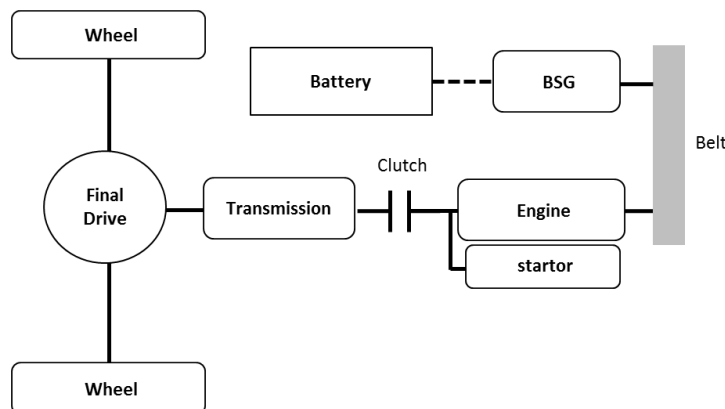 Wheel
Battery
BSG
Belt
Clutch
Final
Drive
Transmission
Engine
startor
Wheel